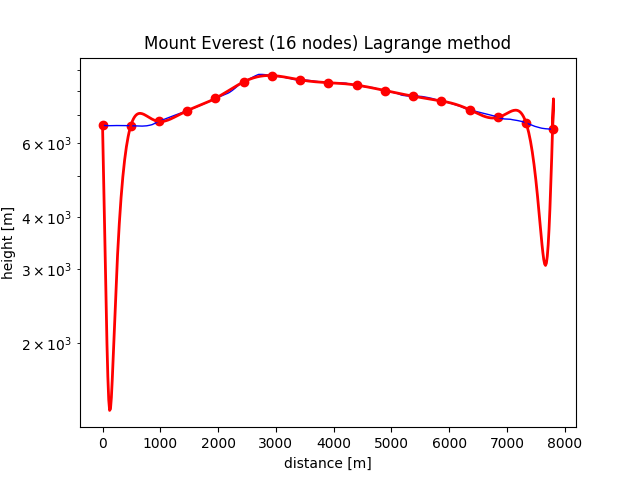 Mount Everest (16 nodes) Lagrange method
6 × 10³
4 × 10³
3 × 10³
2 × 10³
height [m]
0 1000 2000 3000 4000 5000 6000 7000 8000
distance [m]